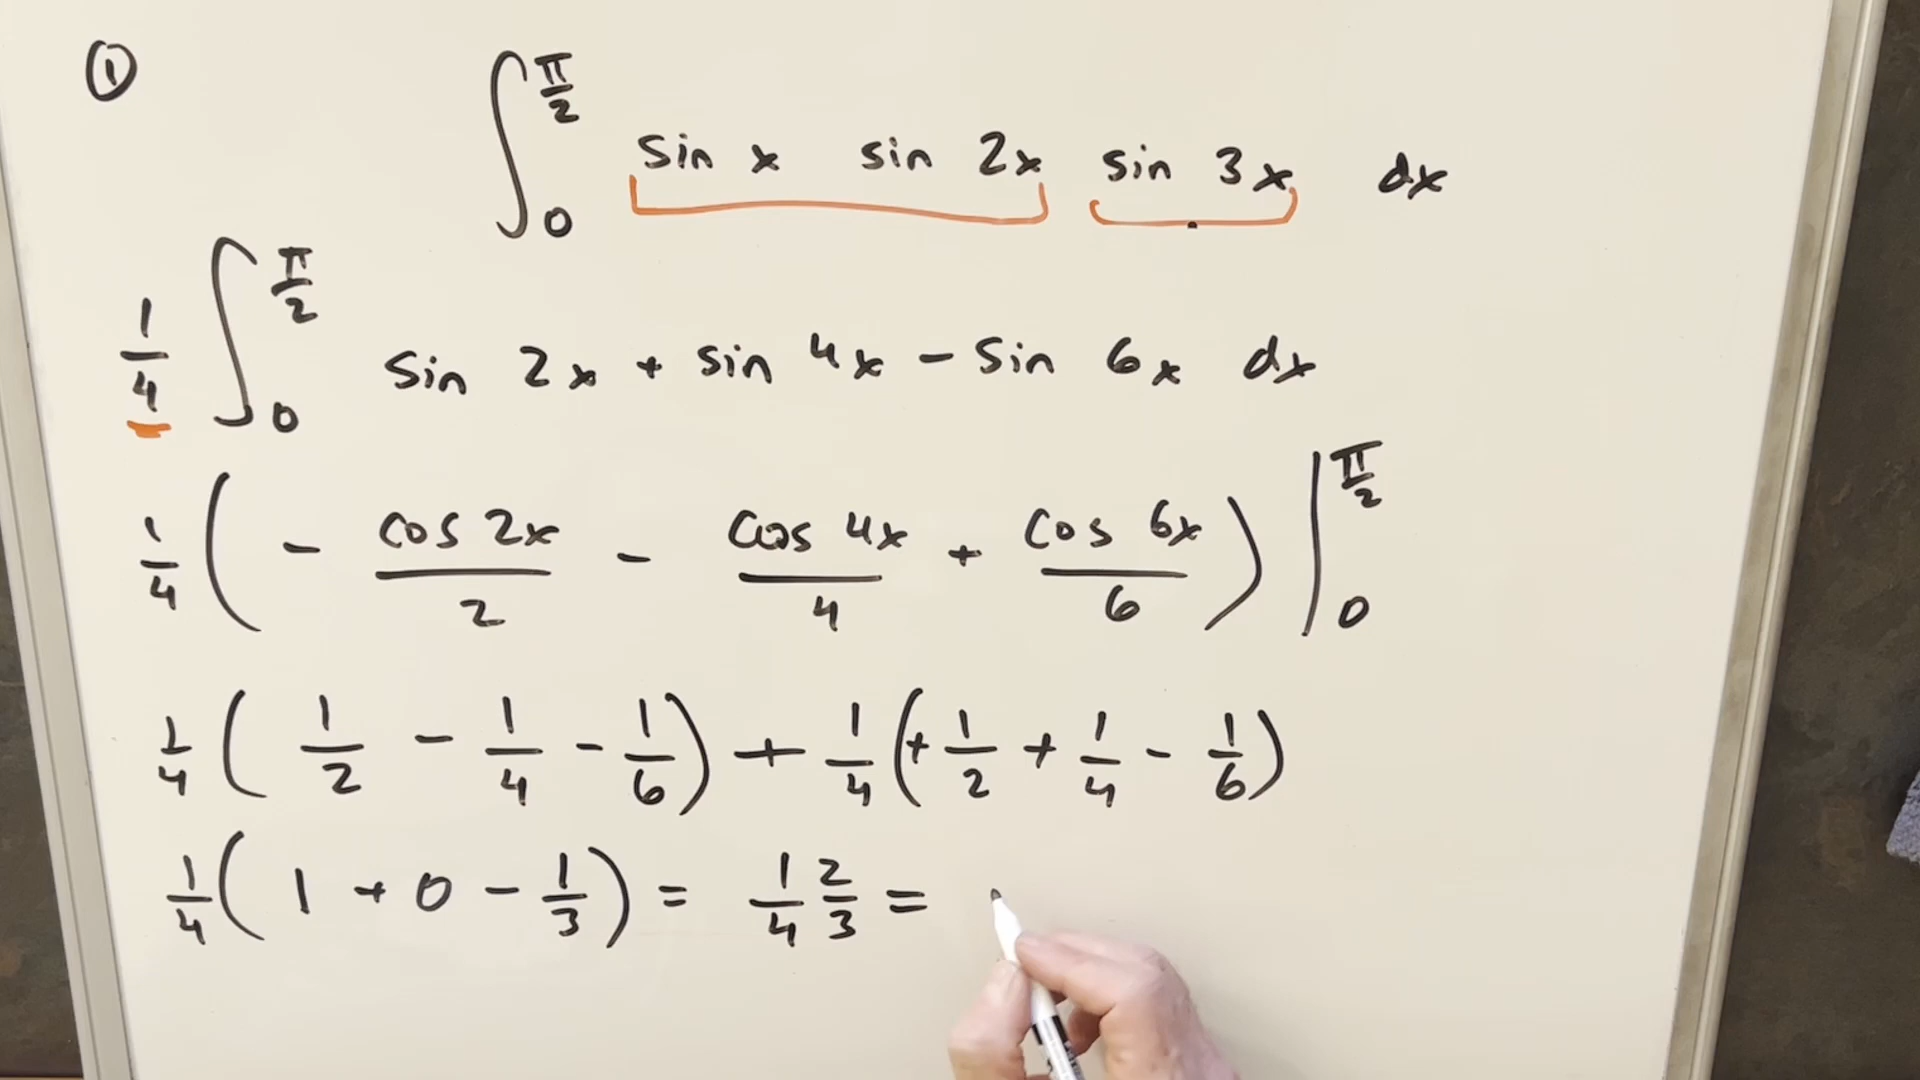 ①
∫₀^(π/2) sin x sin 2x sin 3x dx
1/4 ∫₀^(π/2) sin 2x + sin 4x - sin 6x dx
1/4 ( - cos 2x/2 - cos 4x/4 + cos 6x/6 ) |₀^(π/2)
1/4 ( 1/2 - 1/4 - 1/6 ) + 1/4 ( + 1/2 + 1/4 - 1/6 )
1/4 ( 1 + 0 - 1/3 ) = 1/4 2/3 =